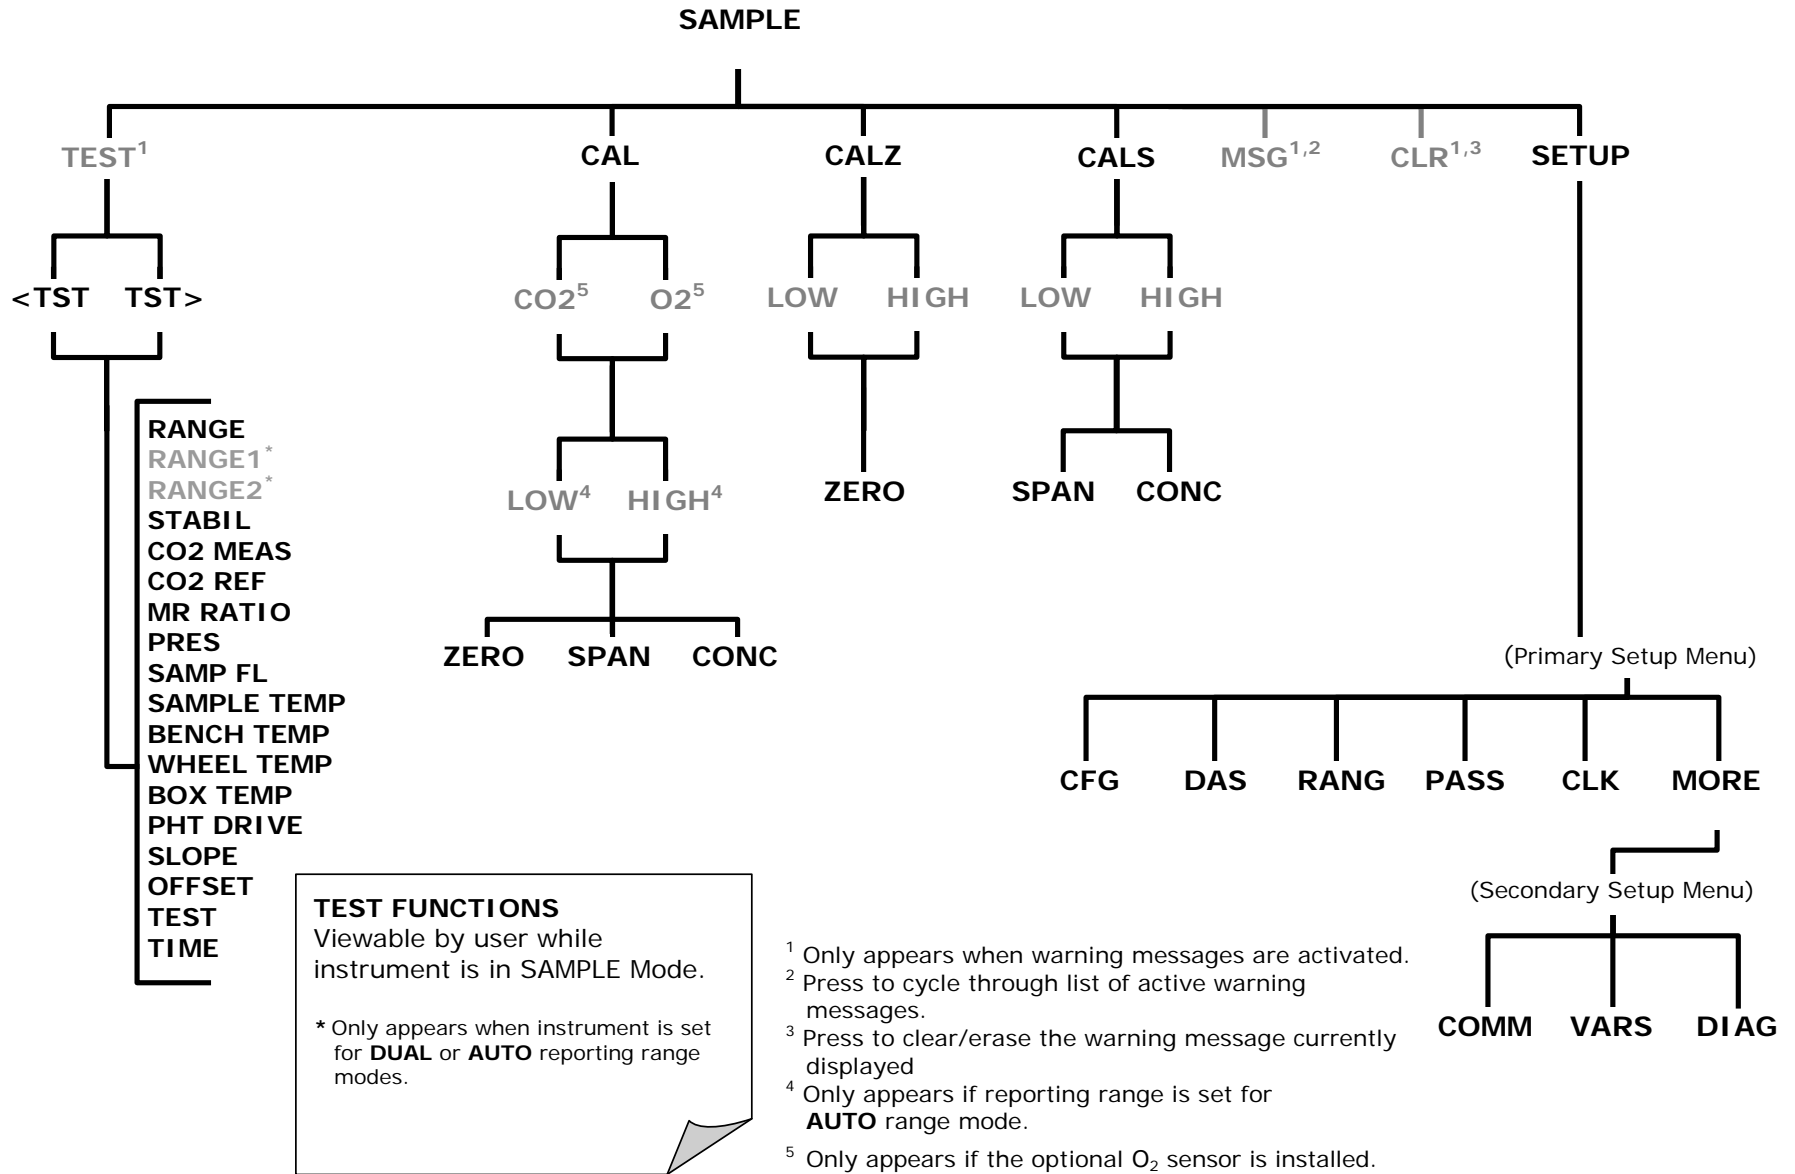 SAMPLE
TEST1 CAL CALZ CALS MSG1,2 CLR1,3 SETUP
<TST TST> CO25 O25 LOW HIGH LOW HIGH
RANGE
RANGE1*
RANGE2*
STABIL
CO2 MEAS
CO2 REF
MR RATIO
PRES
SAMP FL
SAMPLE TEMP
BENCH TEMP
WHEEL TEMP
BOX TEMP
PHT DRIVE
SLOPE
OFFSET
TEST
TIME
LOW4 HIGH4
ZERO SPAN CONC
ZERO
SPAN CONC
(Primary Setup Menu)
CFG DAS RANG PASS CLK MORE
(Secondary Setup Menu)
COMM VARS DIAG
TEST FUNCTIONS
Viewable by user while
instrument is in SAMPLE Mode.
* Only appears when instrument is set
for DUAL or AUTO reporting range
modes.
1 Only appears when warning messages are activated.
2 Press to cycle through list of active warning
messages.
3 Press to clear/erase the warning message currently
displayed
4 Only appears if reporting range is set for
AUTO range mode.
5 Only appears if the optional O2 sensor is installed.